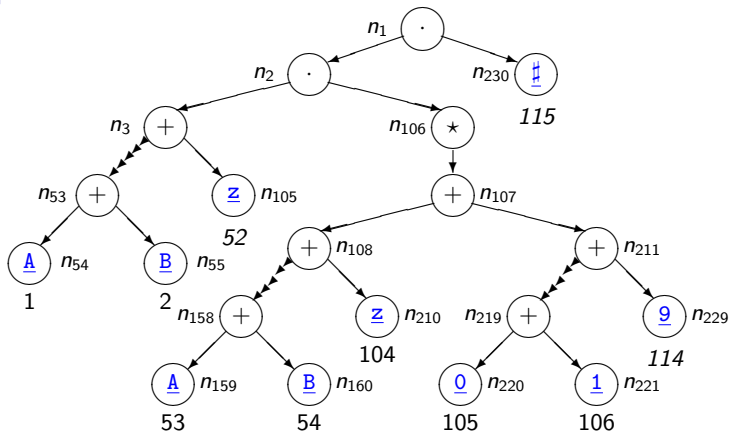 n1 ·
n2 · n230 ♯
115
n3 + n106 ⋆
n53 + z n105 + n107
52
A n54 B n55 + n108 + n211
1 2
n158 + z n210 n219 + 9 n229
104 114
A n159 B n160 0 n220 1 n221
53 54 105 106